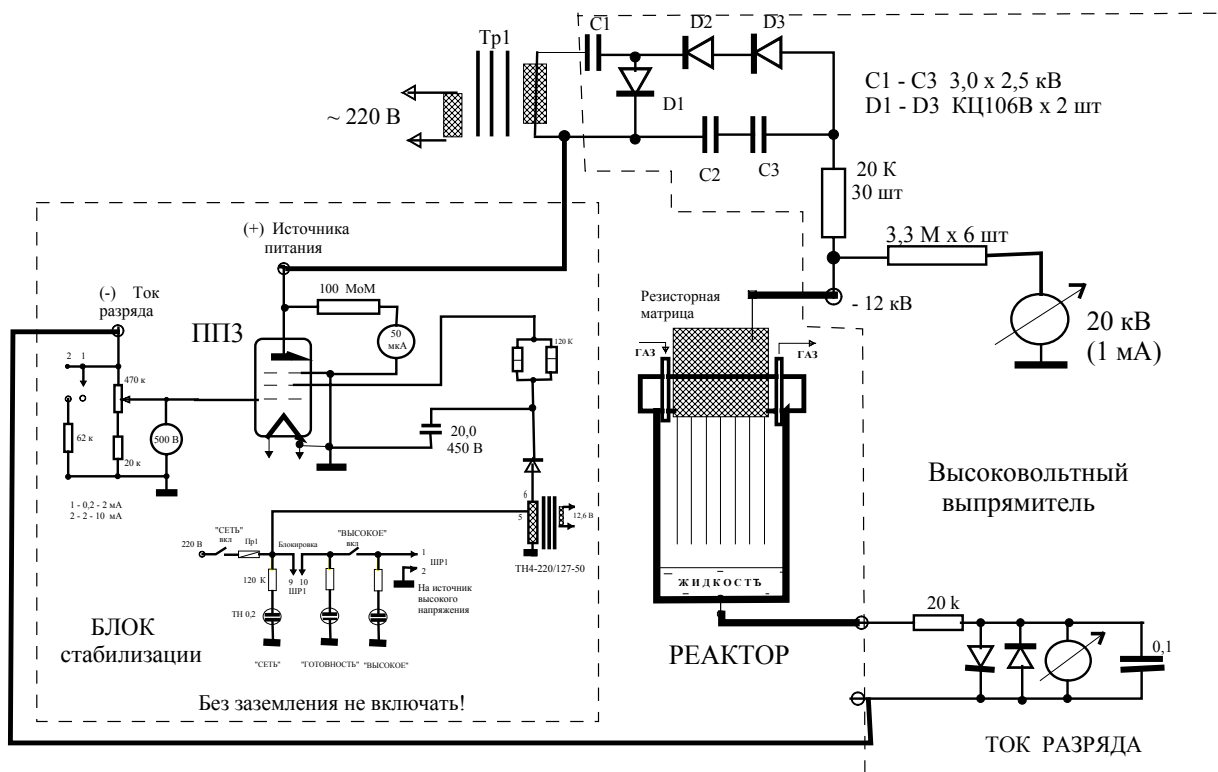 Тр1
C1
D2
D3
D1
~ 220 В
C1 - C3 3,0 x 2,5 кВ
D1 - D3 КЦ106В х 2 шт
C2
C3
20 К
30 шт
3,3 М х 6 шт
- 12 кВ
20 кВ
(1 мА)
(+) Источника
питания
(-) Ток
разряда
ПП3
100 МоМ
50
мкА
120 К
2 1
470 к
62 к
20 к
500 В
20,0
450 В
1 - 0,2 - 2 мА
2 - 2 - 10 мА
6
5
12,6 В
ТН4-220/127-50
"СЕТЬ"
вкл
220 В
Пр1
Блокировка
"ВЫСОКОЕ"
вкл
1
ШР1
2
120 К
9 10
ШР1
На источник
высокого
напряжения
ТН 0,2
"СЕТЬ"
"ГОТОВНОСТЬ"
"ВЫСОКОЕ"
БЛОК
стабилизации
Без заземления не включать!
Резисторная
матрица
ГАЗ
ГАЗ
ЖИДКОСТЪ
РЕАКТОР
Высоковольтный
выпрямитель
20 k
0,1
ТОК РАЗРЯДА